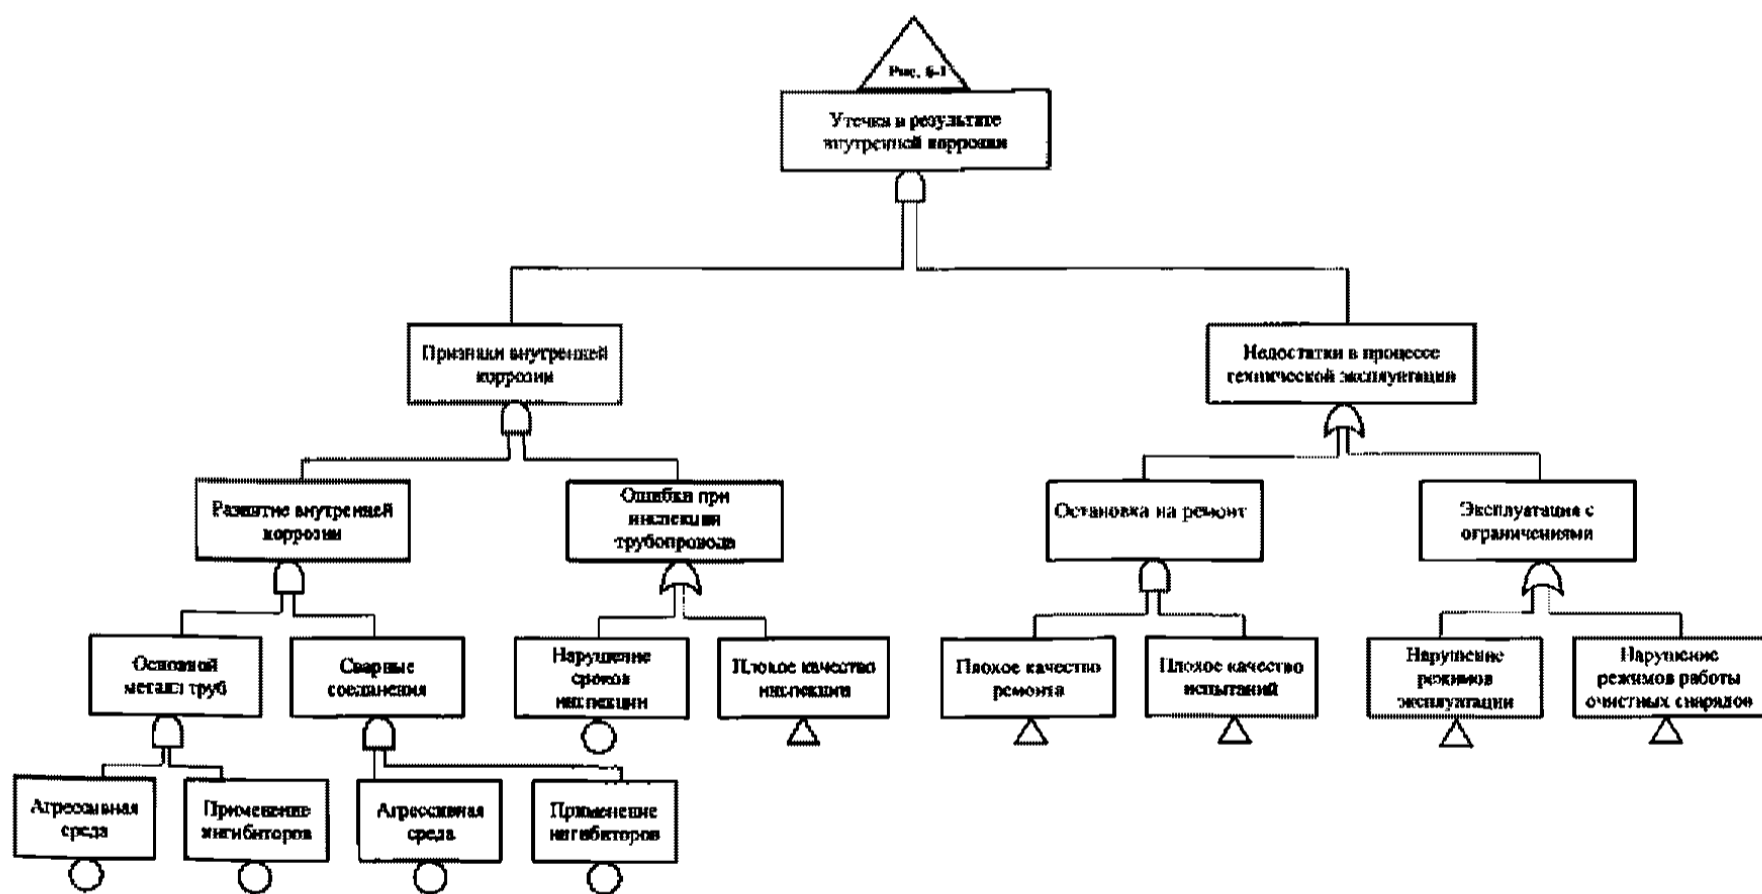 Рис. 6-1
Утечка в результате
внутренней коррозии
Признаки внутренней
коррозии
Недостатки в процессе
технической эксплуатации
Развитие внутренней
коррозии
Ошибки при
инспекции
трубопровода
Остановка на ремонт
Эксплуатация с
ограничениями
Основной
металл труб
Сварные
соединения
Нарушение
сроков
инспекции
Плохое качество
инспекции
Плохое качество
ремонта
Плохое качество
испытаний
Нарушение
режимов
эксплуатации
Нарушение
режимов работы
очистных снарядов
Агрессивная
среда
Применение
ингибиторов
Агрессивная
среда
Применение
ингибиторов